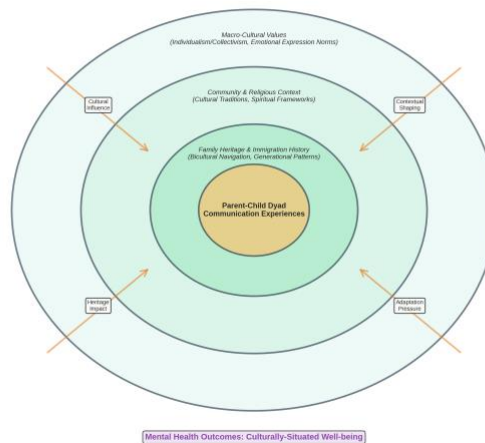 Macro-Cultural Values
(Individualism/Collectivism, Emotional Expression Norms)
Community & Religious Context
(Cultural Traditions, Spiritual Frameworks)
Cultural
Influence
Contextual
Shaping
Family Heritage & Immigration History
(Bicultural Navigation, Generational Patterns)
Parent-Child Dyad
Communication Experiences
Heritage
Impact
Adaptation
Pressure
Mental Health Outcomes: Culturally-Situated Well-being